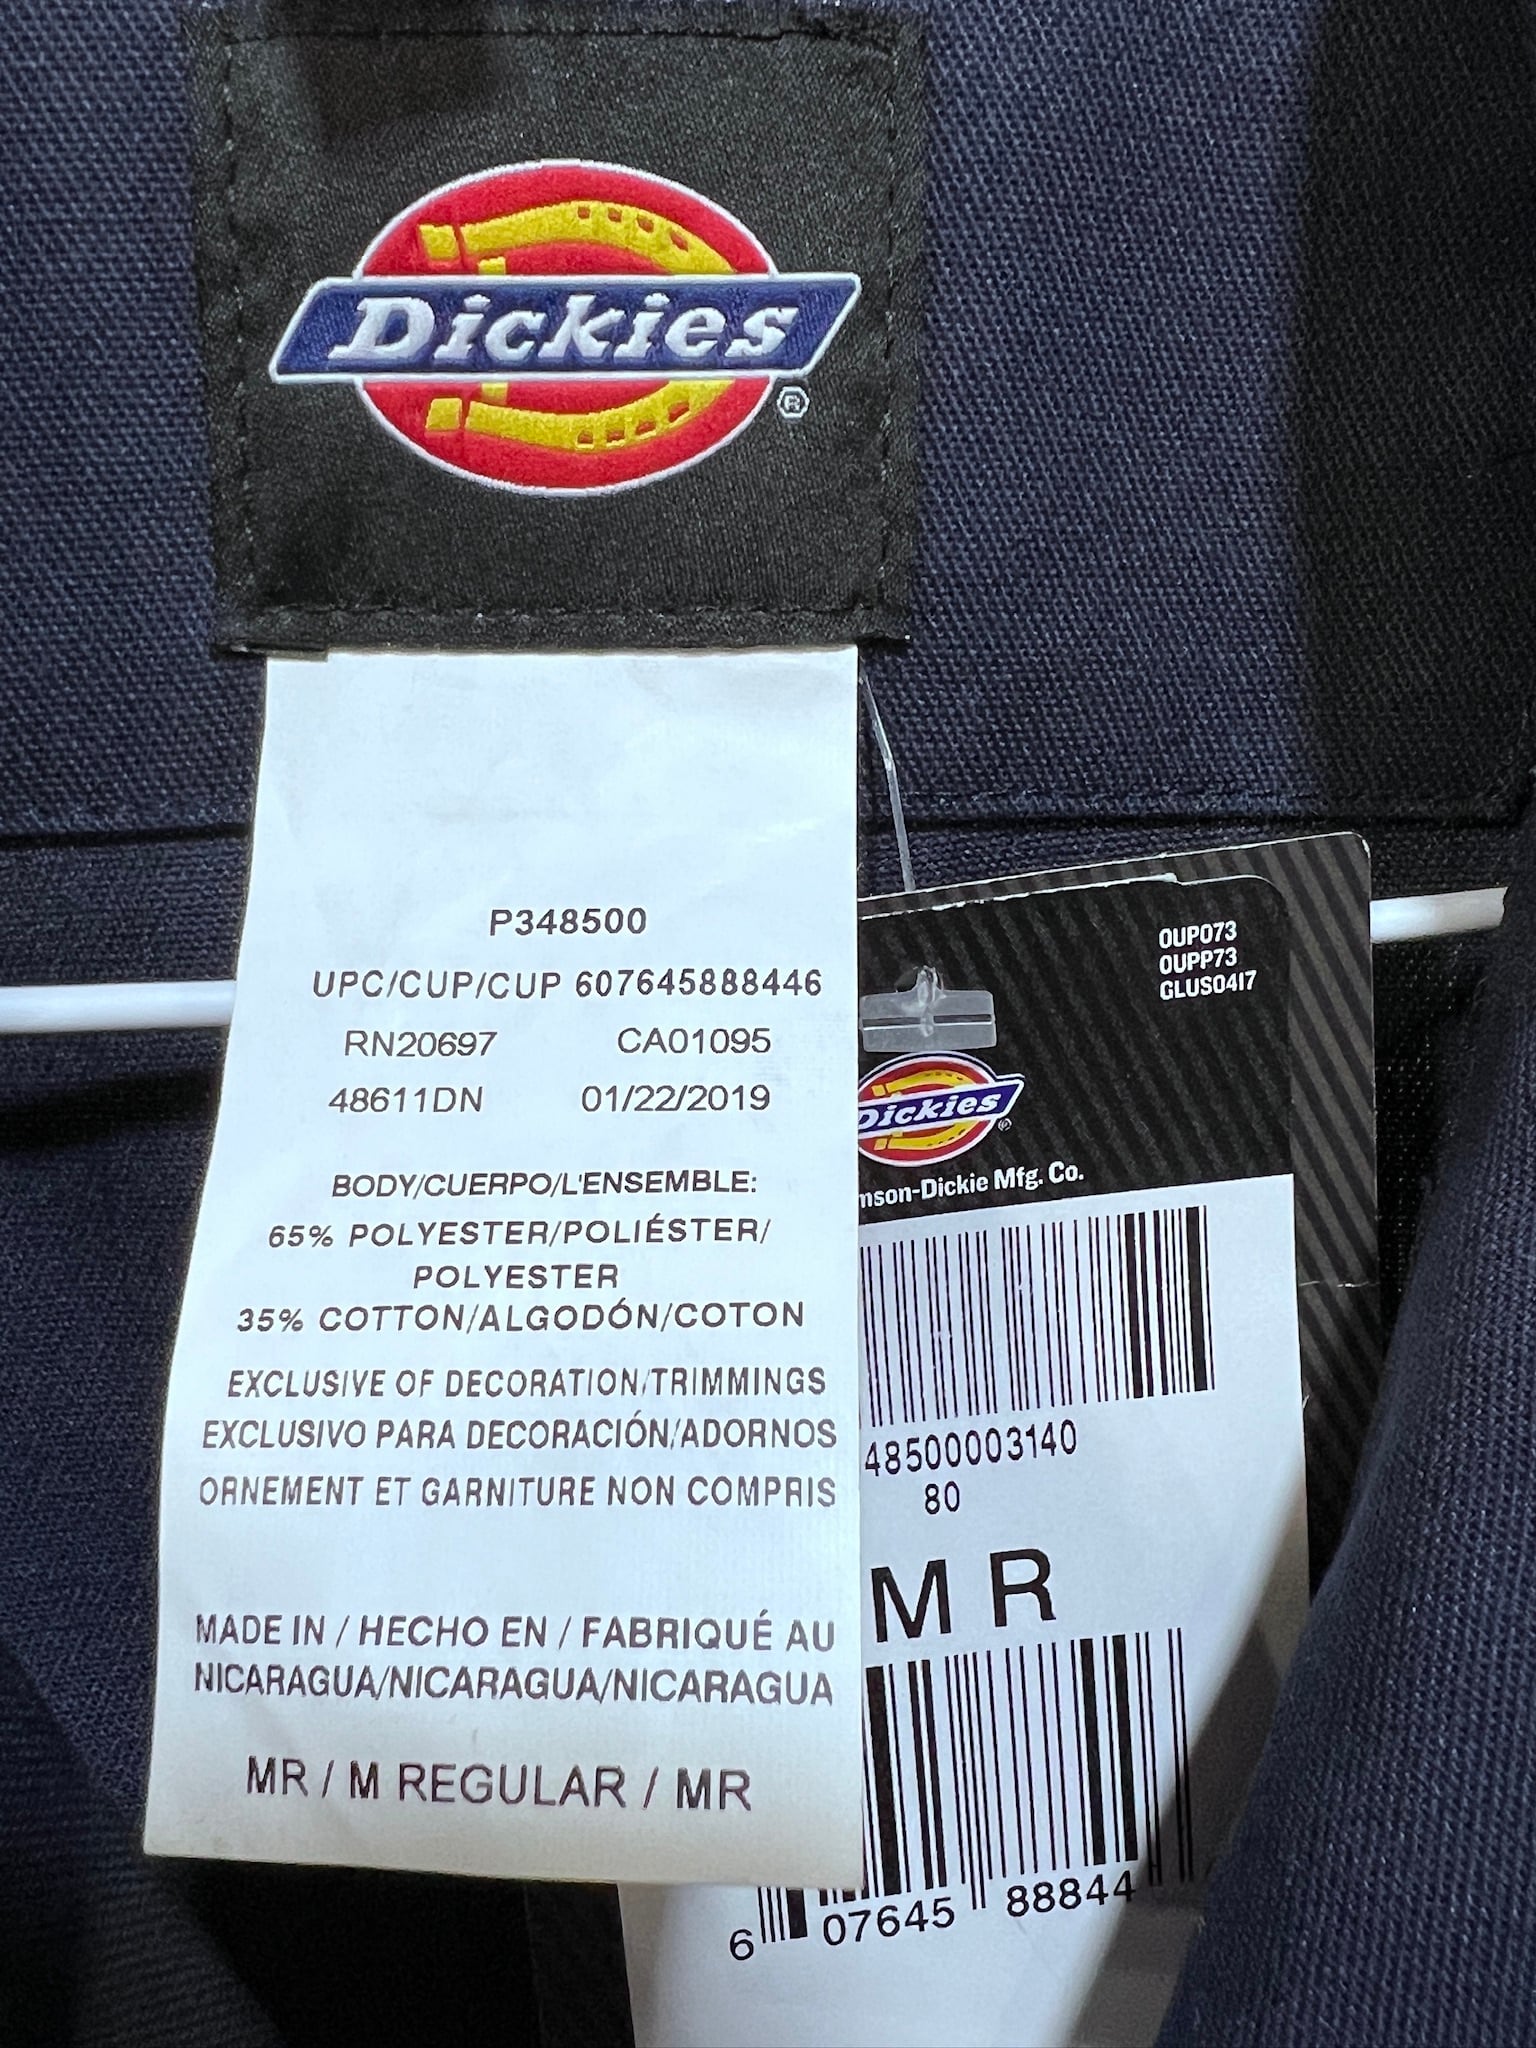 Dickies
®
P348500
UPC/CUP/CUP 607645888446
RN20697 CA01095
48611DN 01/22/2019
BODY/CUERPO/L'ENSEMBLE:
65% POLYESTER/POLIÉSTER/
POLYESTER
35% COTTON/ALGODÓN/COTON
EXCLUSIVE OF DECORATION/TRIMMINGS
EXCLUSIVO PARA DECORACIÓN/ADORNOS
ORNEMENT ET GARNITURE NON COMPRIS
MADE IN / HECHO EN / FABRIQUÉ AU
NICARAGUA/NICARAGUA/NICARAGUA
MR / M REGULAR / MR
0UP073
0UPP73
GLUS0417
Dickies
®
mson-Dickie Mfg. Co.
48500003140
80
M R
6 07645 88844